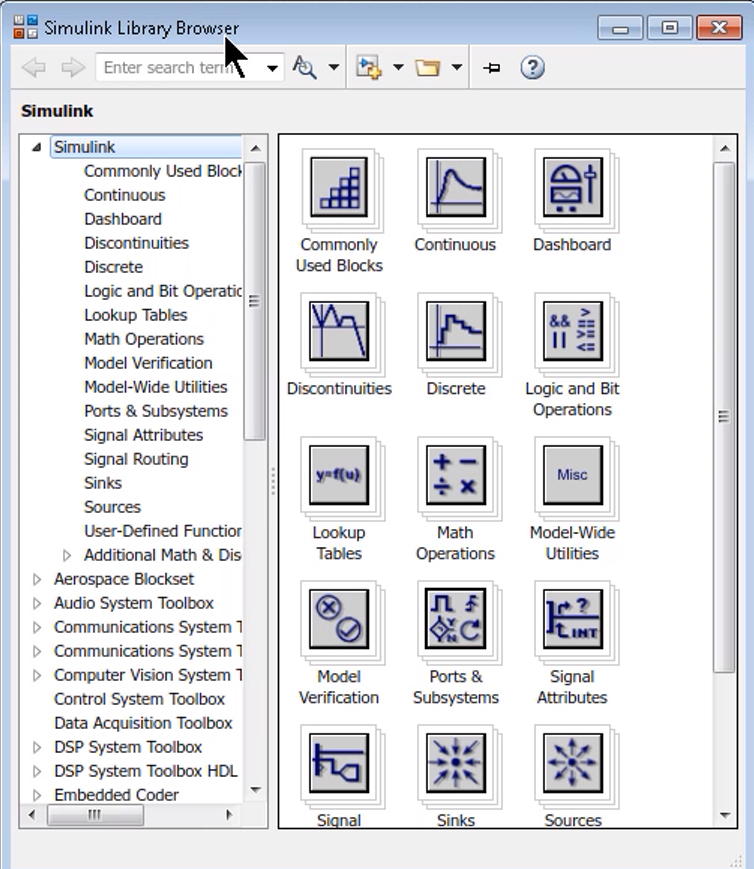 Simulink Library Browser
Enter search term
Simulink
Simulink
Commonly Used Block
Continuous
Dashboard
Discontinuities
Discrete
Logic and Bit Operatic
Lookup Tables
Math Operations
Model Verification
Model-Wide Utilities
Ports & Subsystems
Signal Attributes
Signal Routing
Sinks
Sources
User-Defined Function
Additional Math & Dis
Aerospace Blockset
Audio System Toolbox
Communications System T
Communications System T
Computer Vision System T
Control System Toolbox
Data Acquisition Toolbox
DSP System Toolbox
DSP System Toolbox HDL
Embedded Coder
Commonly
Used Blocks
Continuous
Dashboard
Discontinuities
Discrete
&& > ==
|| >= <=
Logic and Bit
Operations
y=f(u)
Lookup
Tables
+ −
÷ ×
Math
Operations
Misc
Model-Wide
Utilities
Model
Verification
Y
N
Ports &
Subsystems
?
INT
Signal
Attributes
Signal
Sinks
Sources